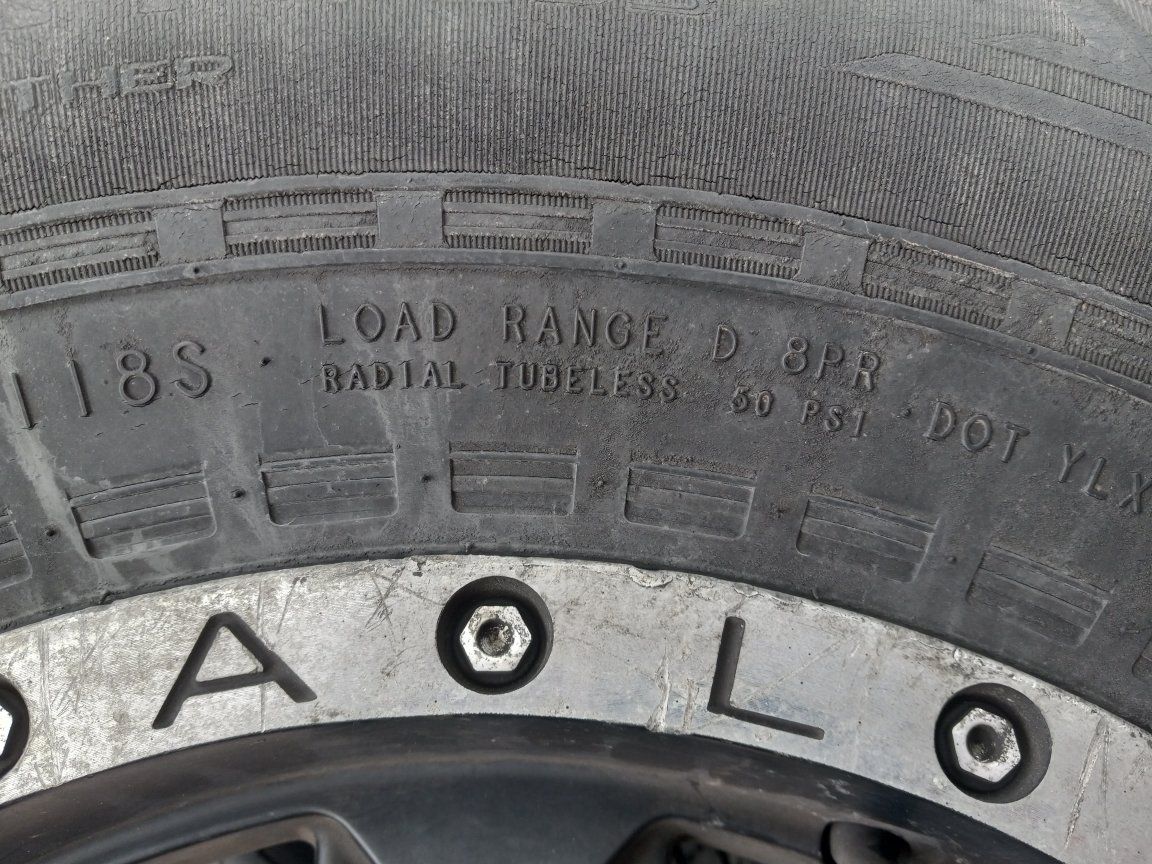 THER
118S
LOAD RANGE D 8PR
RADIAL TUBELESS 50 PSI
DOT YLX
A L